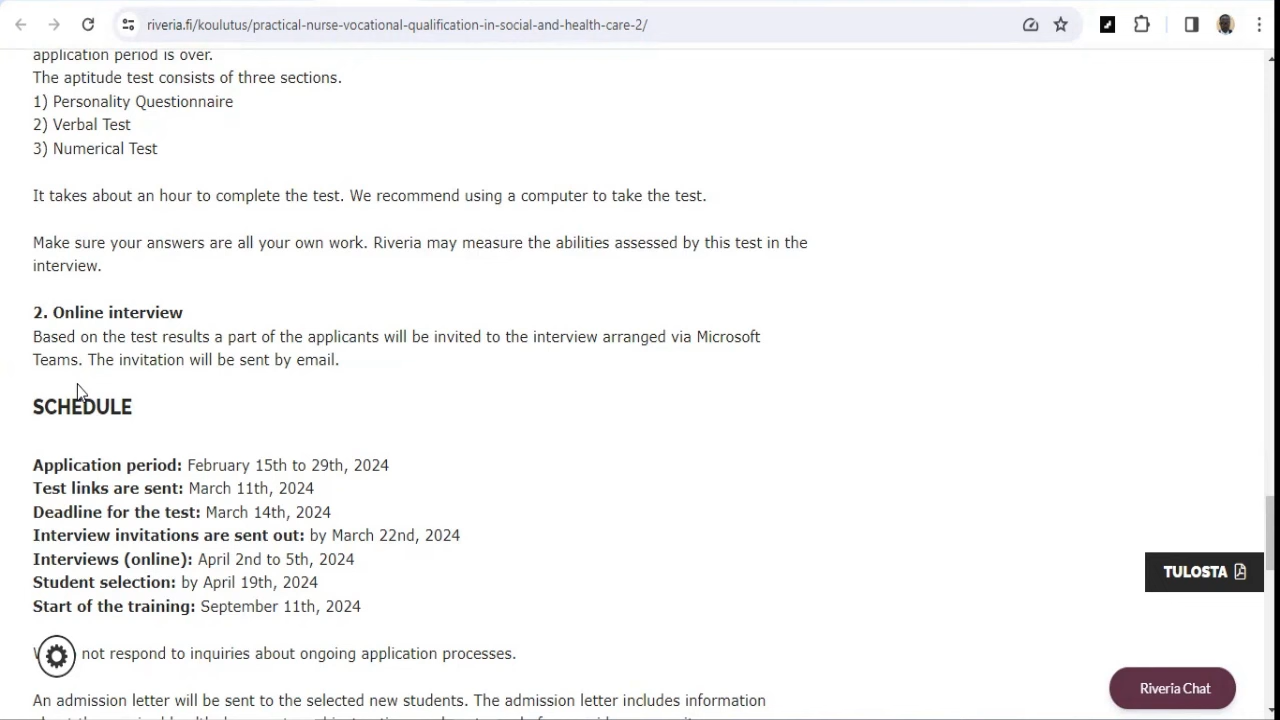 riveria.fi/koulutus/practical-nurse-vocational-qualification-in-social-and-health-care-2/
application period is over.
The aptitude test consists of three sections.
1) Personality Questionnaire
2) Verbal Test
3) Numerical Test
It takes about an hour to complete the test. We recommend using a computer to take the test.
Make sure your answers are all your own work. Riveria may measure the abilities assessed by this test in the
interview.
2. Online interview
Based on the test results a part of the applicants will be invited to the interview arranged via Microsoft
Teams. The invitation will be sent by email.
SCHEDULE
Application period: February 15th to 29th, 2024
Test links are sent: March 11th, 2024
Deadline for the test: March 14th, 2024
Interview invitations are sent out: by March 22nd, 2024
Interviews (online): April 2nd to 5th, 2024
TULOSTA
Student selection: by April 19th, 2024
Start of the training: September 11th, 2024
not respond to inquiries about ongoing application processes.
Riveria Chat
An admission letter will be sent to the selected new students. The admission letter includes information